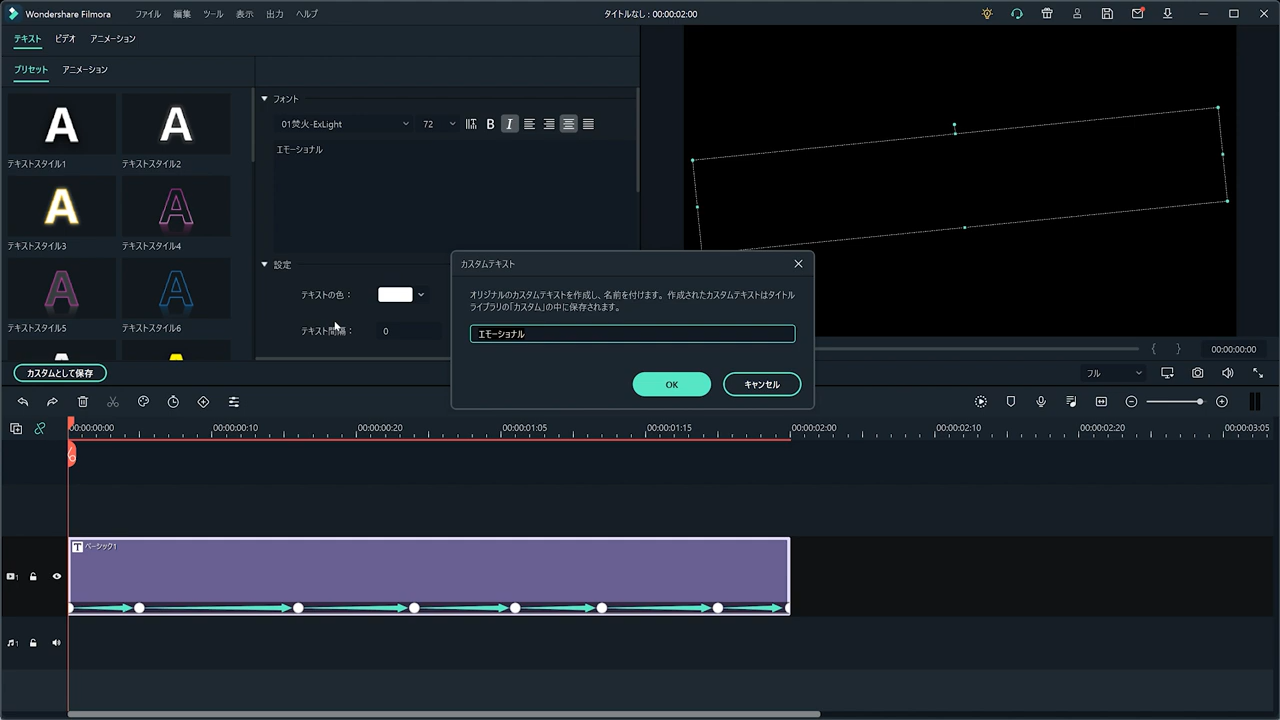 Wondershare Filmora ファイル 編集 ツール 表示 出力 ヘルプ タイトルなし : 00:00:02:00
テキスト ビデオ アニメーション
プリセット アニメーション
フォント
A A
01焚火-ExLight 72 B I
エモーショナル
テキストスタイル1 テキストスタイル2
A A
テキストスタイル3 テキストスタイル4
設定
A A
テキストの色 :
テキストスタイル5 テキストスタイル6
テキスト間隔 : 0
カスタムテキスト
オリジナルのカスタムテキストを作成し、名前を付けます。作成されたカスタムテキストはタイトル
ライブラリの「カスタム」の中に保存されます。
エモーショナル
OK キャンセル
00:00:00:00
カスタムとして保存
フル
00:00:00:00 00:00:00:10 00:00:00:20 00:00:01:05 00:00:01:15 00:00:02:00 00:00:02:10 00:00:02:20 00:00:03:05
T ベーシック1
1
1